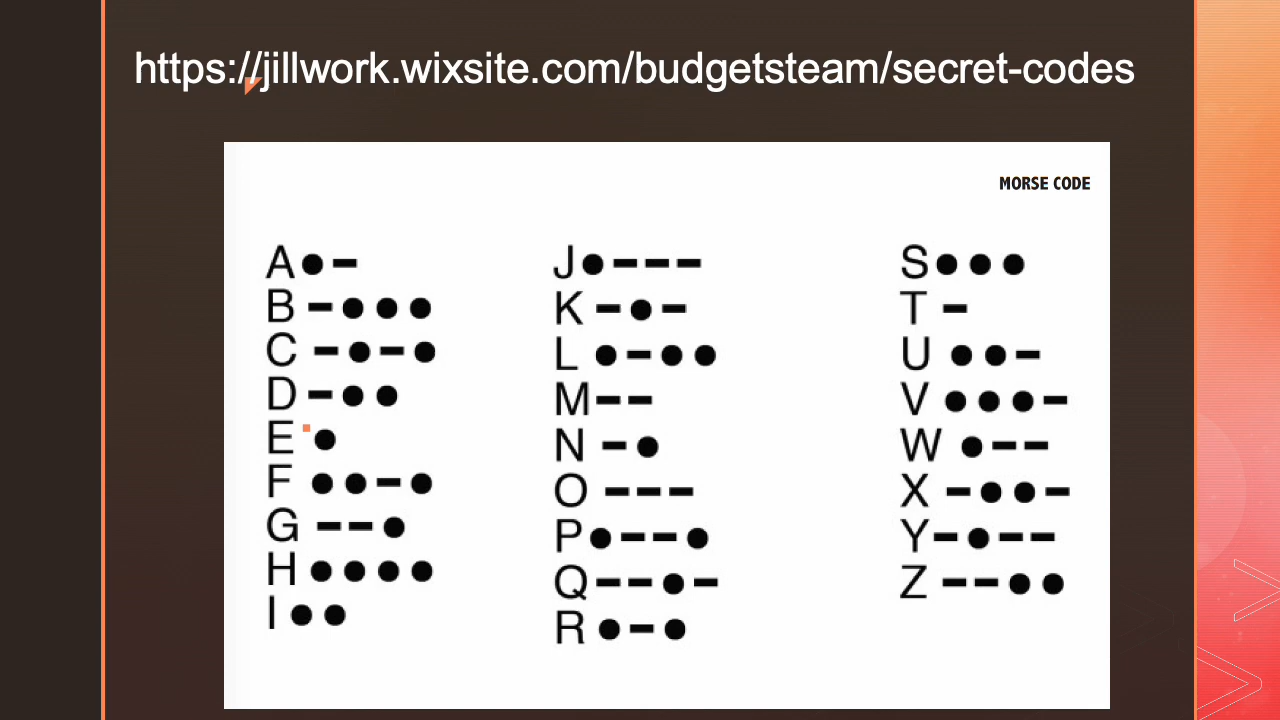 https://jillwork.wixsite.com/budgetsteam/secret-codes
MORSE CODE
A ● –
B – ● ● ●
C – ● – ●
D – ● ●
E ●
F ● ● – ●
G – – ●
H ● ● ● ●
I ● ●
J ● – – –
K – ● –
L ● – ● ●
M – –
N – ●
O – – –
P ● – – ●
Q – – ● –
R ● – ●
S ● ● ●
T –
U ● ● –
V ● ● ● –
W ● – –
X – ● ● –
Y – ● – –
Z – – ● ●